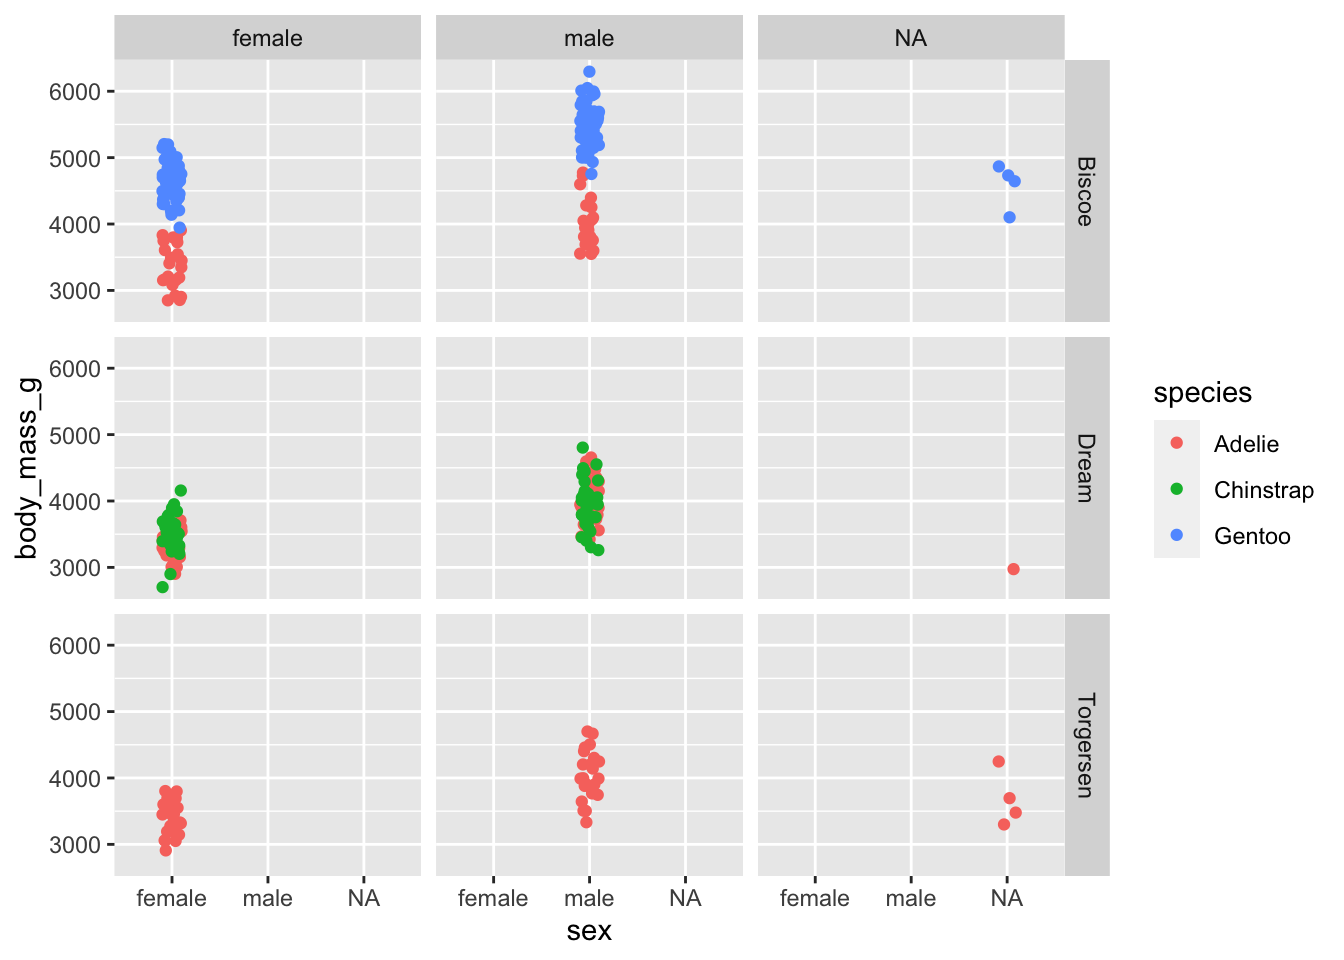 female male NA
6000
5000
4000
3000
Biscoe
6000
5000
4000
3000
Dream
6000
5000
4000
3000
Torgersen
body_mass_g
female male NA female male NA female male NA
sex
species
Adelie
Chinstrap
Gentoo